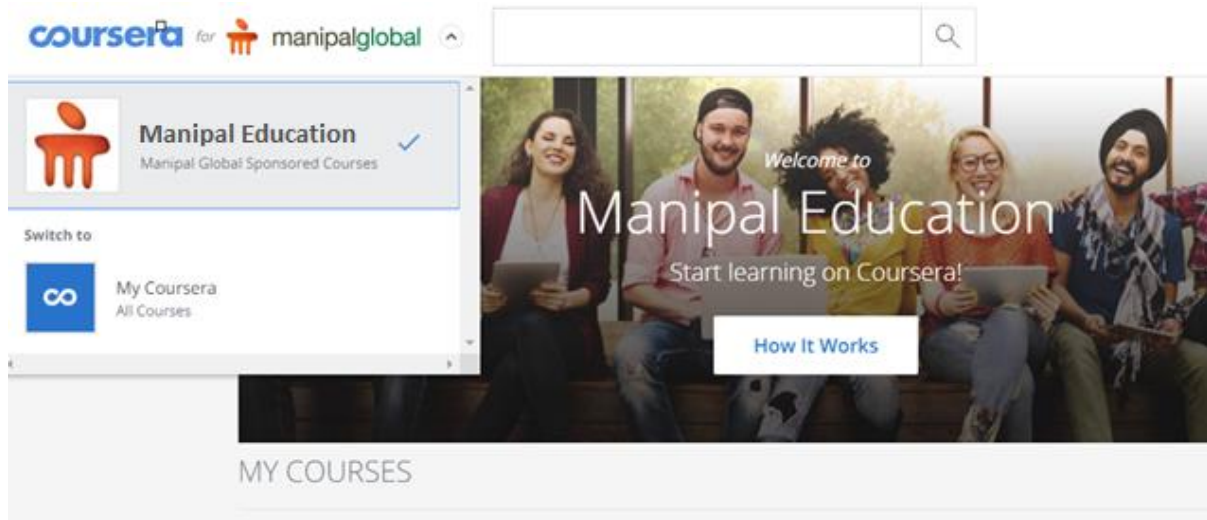 coursera for manipalglobal
Manipal Education
Manipal Global Sponsored Courses
Switch to
My Coursera
All Courses
Welcome to
Manipal Education
Start learning on Coursera!
How It Works
MY COURSES